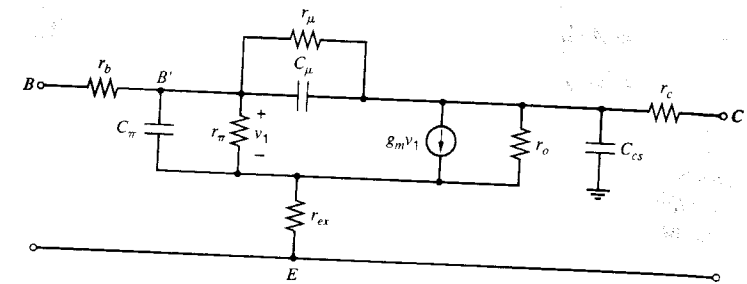 r_μ
r_b
B
B'
C_μ
r_c
C
C_π
r_π
+
v_1
−
g_m v_1
r_o
C_cs
r_ex
E